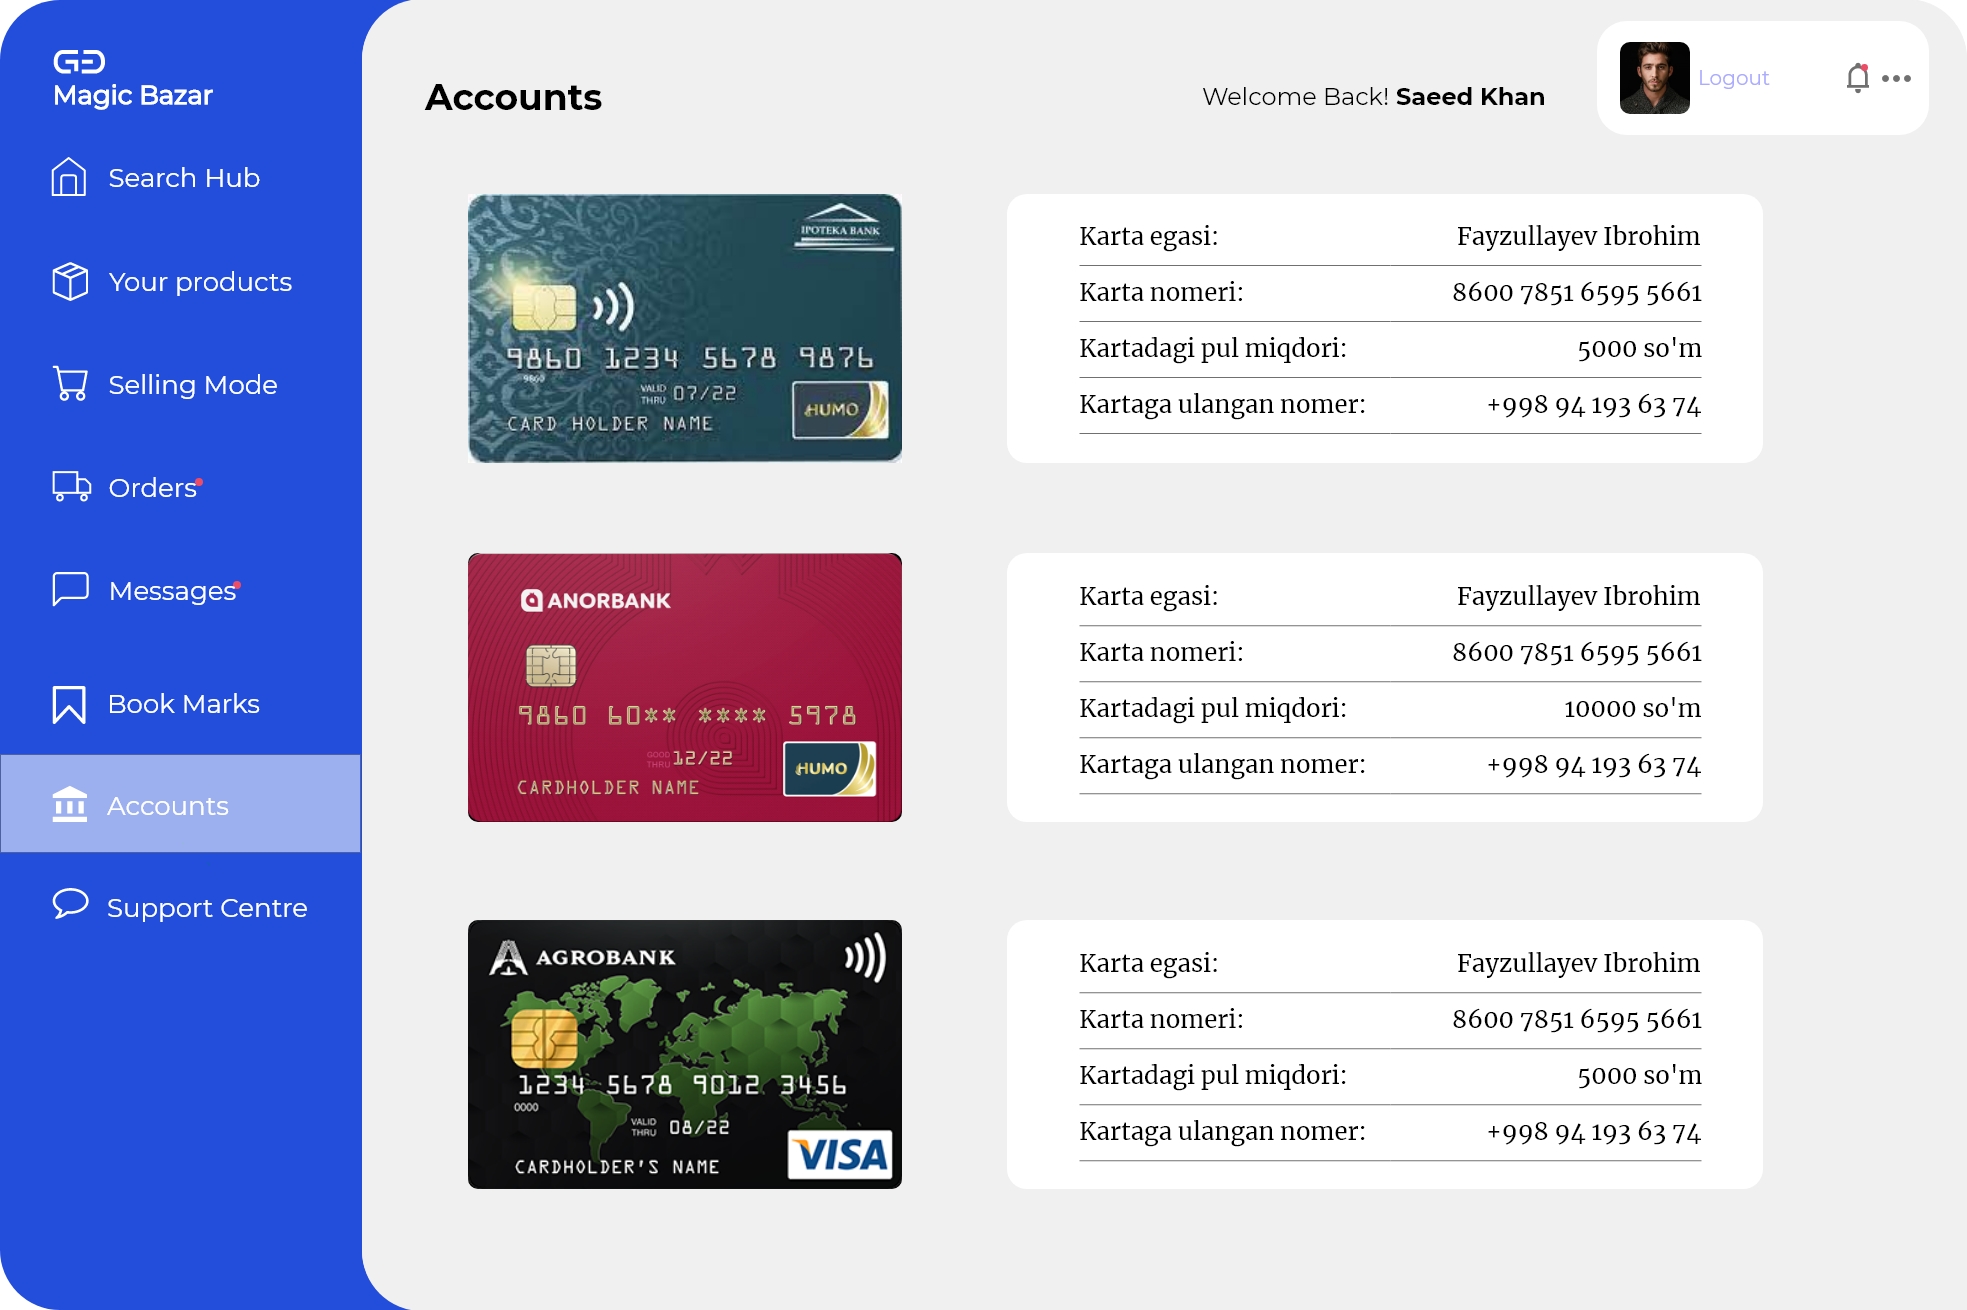 Magic Bazar
Search Hub
Your products
Selling Mode
Orders
Messages
Book Marks
Accounts
Support Centre
Accounts
Welcome Back! Saeed Khan
Logout
IPOTEKA BANK
9860 1234 5678 9876
9860
VALID
THRU 07/22
CARD HOLDER NAME
HUMO
Karta egasi: Fayzullayev Ibrohim
Karta nomeri: 8600 7851 6595 5661
Kartadagi pul miqdori: 5000 so'm
Kartaga ulangan nomer: +998 94 193 63 74
ANORBANK
9860 60** **** 5978
GOOD
THRU 12/22
CARDHOLDER NAME
HUMO
Karta egasi: Fayzullayev Ibrohim
Karta nomeri: 8600 7851 6595 5661
Kartadagi pul miqdori: 10000 so'm
Kartaga ulangan nomer: +998 94 193 63 74
AGROBANK
1234 5678 9012 3456
0000
VALID
THRU 08/22
CARDHOLDER'S NAME
VISA
Karta egasi: Fayzullayev Ibrohim
Karta nomeri: 8600 7851 6595 5661
Kartadagi pul miqdori: 5000 so'm
Kartaga ulangan nomer: +998 94 193 63 74